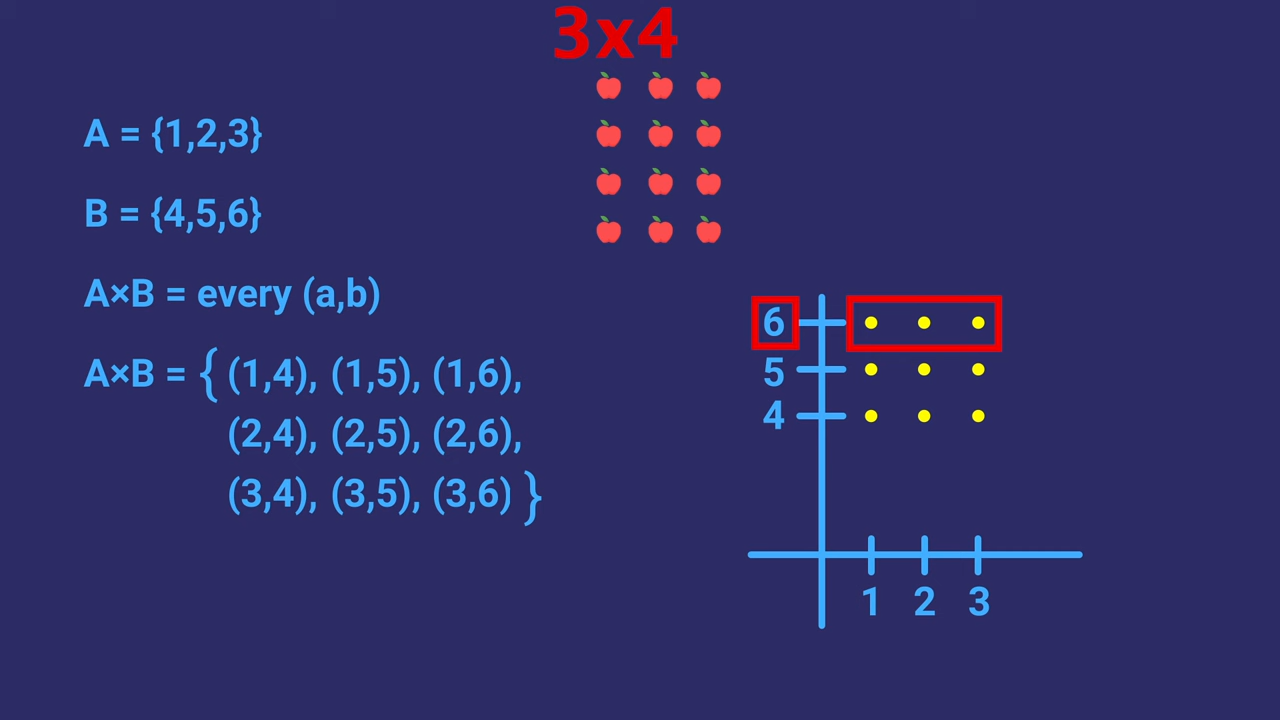 3x4
A = {1,2,3}
B = {4,5,6}
A×B = every (a,b)
A×B = { (1,4), (1,5), (1,6),
(2,4), (2,5), (2,6),
(3,4), (3,5), (3,6) }
6
5
4
1 2 3